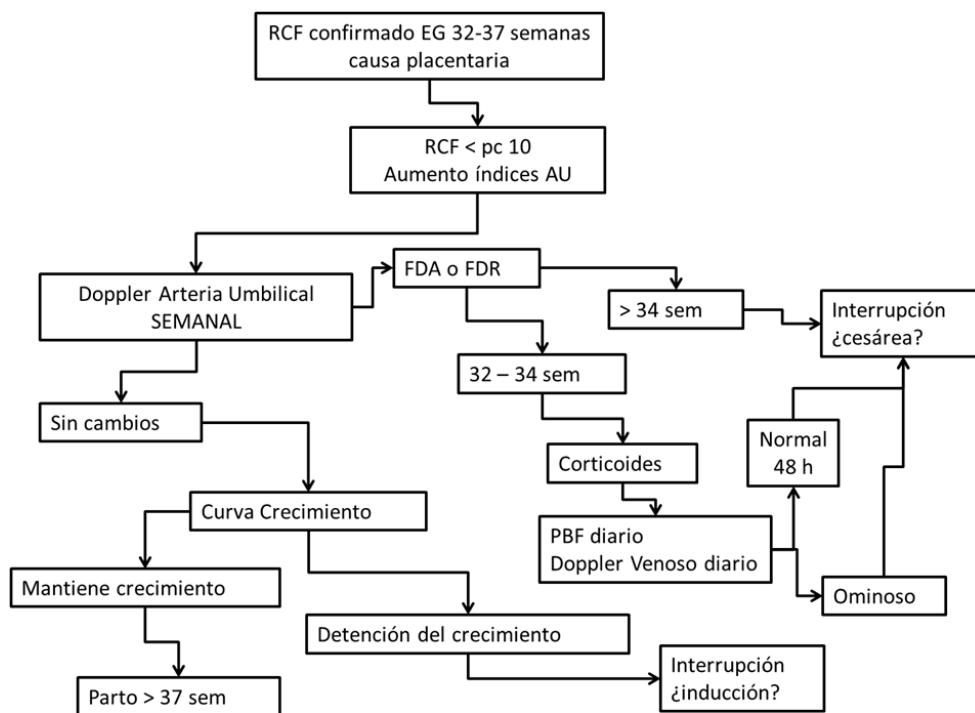 RCF confirmado EG 32-37 semanas
causa placentaria
RCF < pc 10
Aumento índices AU
Doppler Arteria Umbilical
SEMANAL
FDA o FDR
> 34 sem
Interrupción
¿cesárea?
32 – 34 sem
Sin cambios
Normal
48 h
Corticoides
Curva Crecimiento
PBF diario
Doppler Venoso diario
Mantiene crecimiento
Ominoso
Detención del crecimiento
Interrupción
¿inducción?
Parto > 37 sem